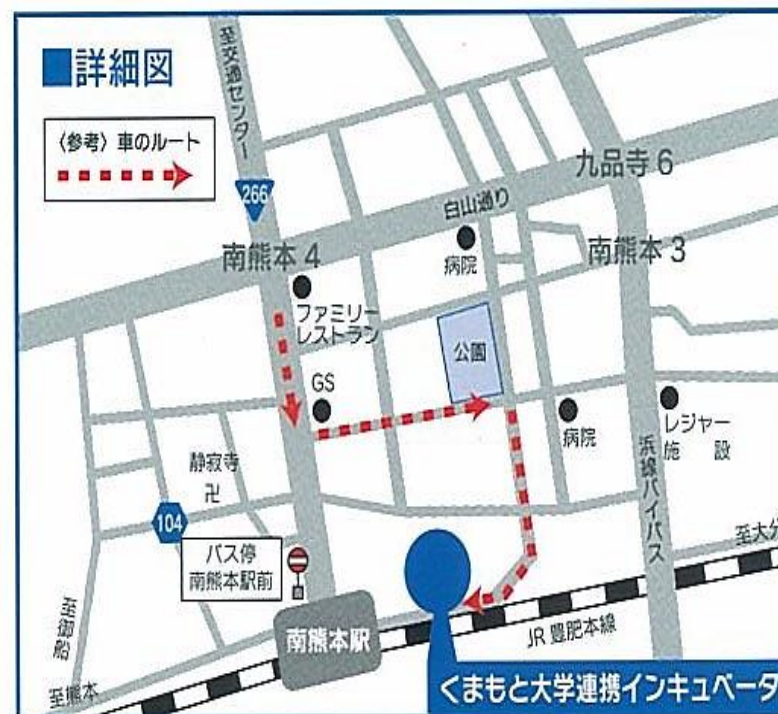 ■詳細図
〈参考〉車のルート
至交通センター
266
九品寺6
白山通り
南熊本4
病院
南熊本3
ファミリー
レストラン
公園
GS
病院
レジャー
施設
静寂寺
卍
浜線バイパス
104
バス停
南熊本駅前
至大分
至御船
南熊本駅
JR豊肥本線
至熊本
くまもと大学連携インキュベータ